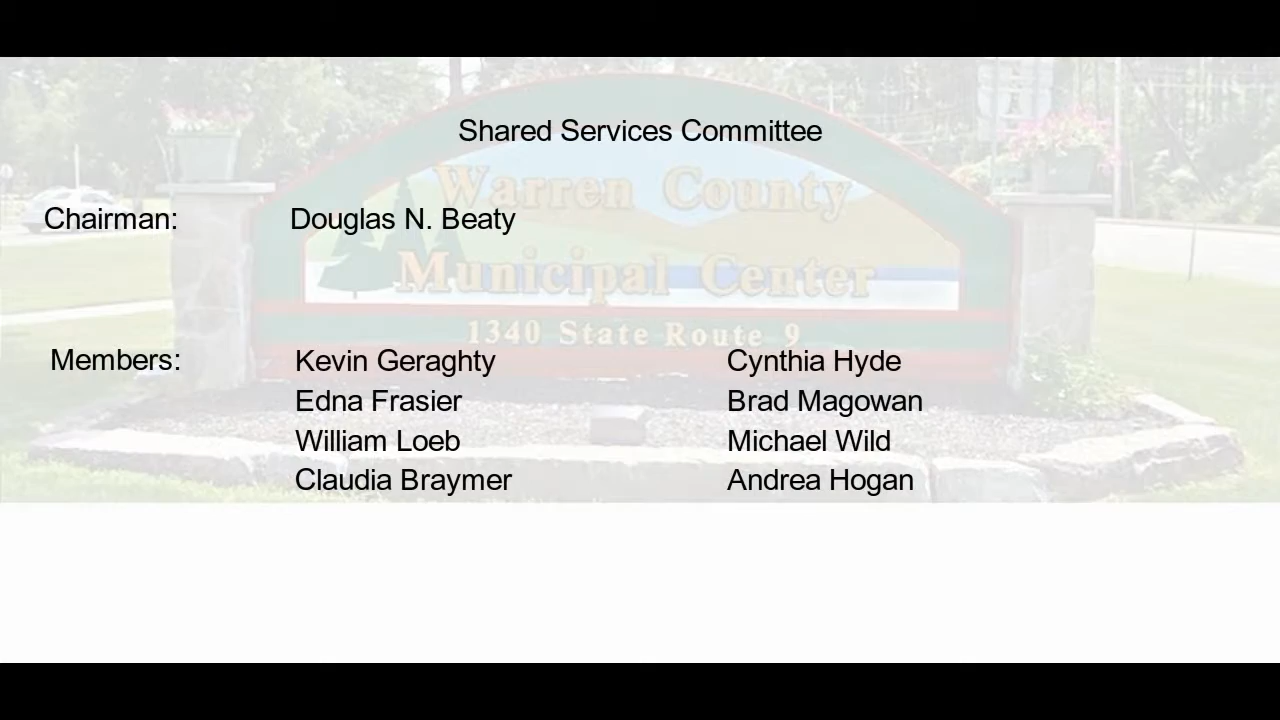 Shared Services Committee
Warren County
Chairman: Douglas N. Beaty
Municipal Center
1340 State Route 9
Members: Kevin Geraghty Cynthia Hyde
Edna Frasier Brad Magowan
William Loeb Michael Wild
Claudia Braymer Andrea Hogan